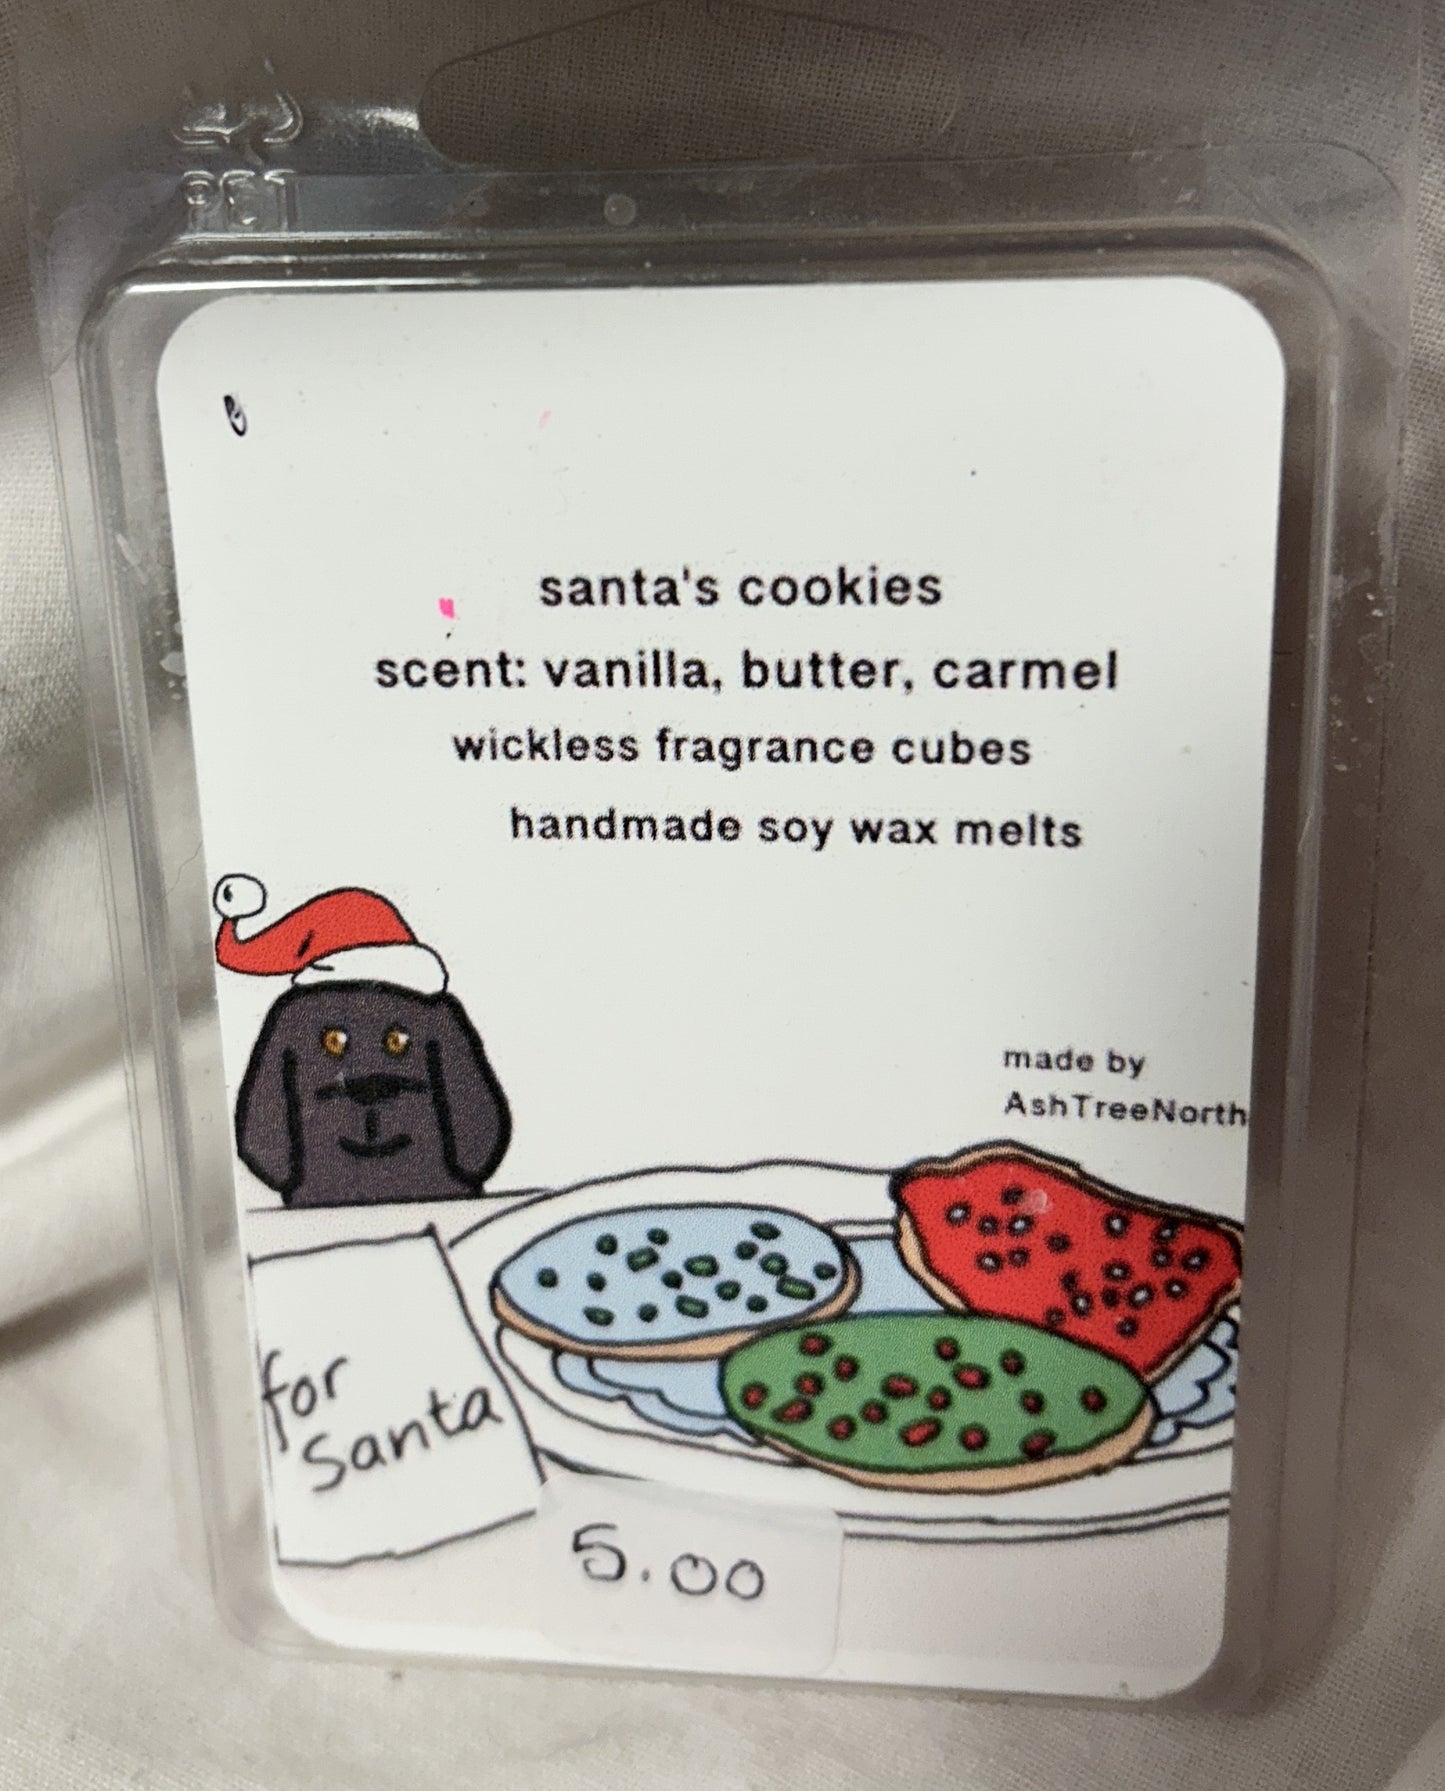 PET
santa's cookies
scent: vanilla, butter, carmel
wickless fragrance cubes
handmade soy wax melts
made by
AshTreeNorth
for
Santa
5.00